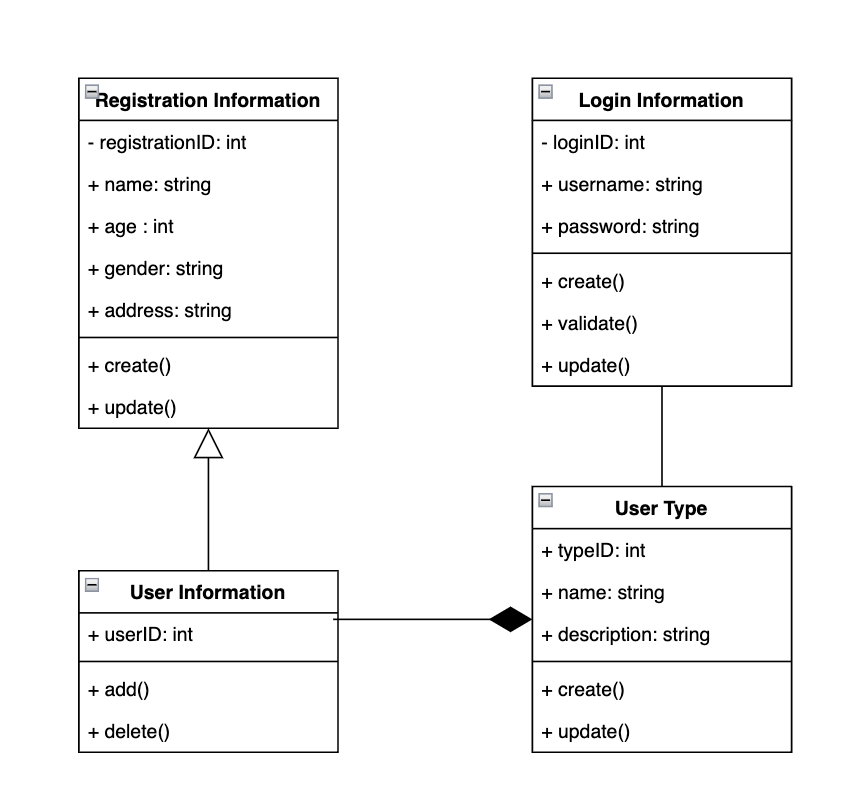 Registration Information
- registrationID: int
+ name: string
+ age : int
+ gender: string
+ address: string
+ create()
+ update()
Login Information
- loginID: int
+ username: string
+ password: string
+ create()
+ validate()
+ update()
User Information
+ userID: int
+ add()
+ delete()
User Type
+ typeID: int
+ name: string
+ description: string
+ create()
+ update()